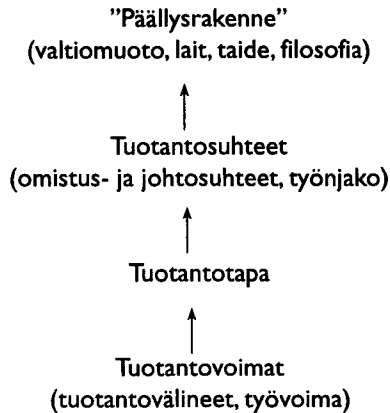 ”Päällysrakenne”
(valtiomuoto, lait, taide, filosofia)
Tuotantosuhteet
(omistus- ja johtosuhteet, työnjako)
Tuotantotapa
Tuotantovoimat
(tuotantovälineet, työvoima)